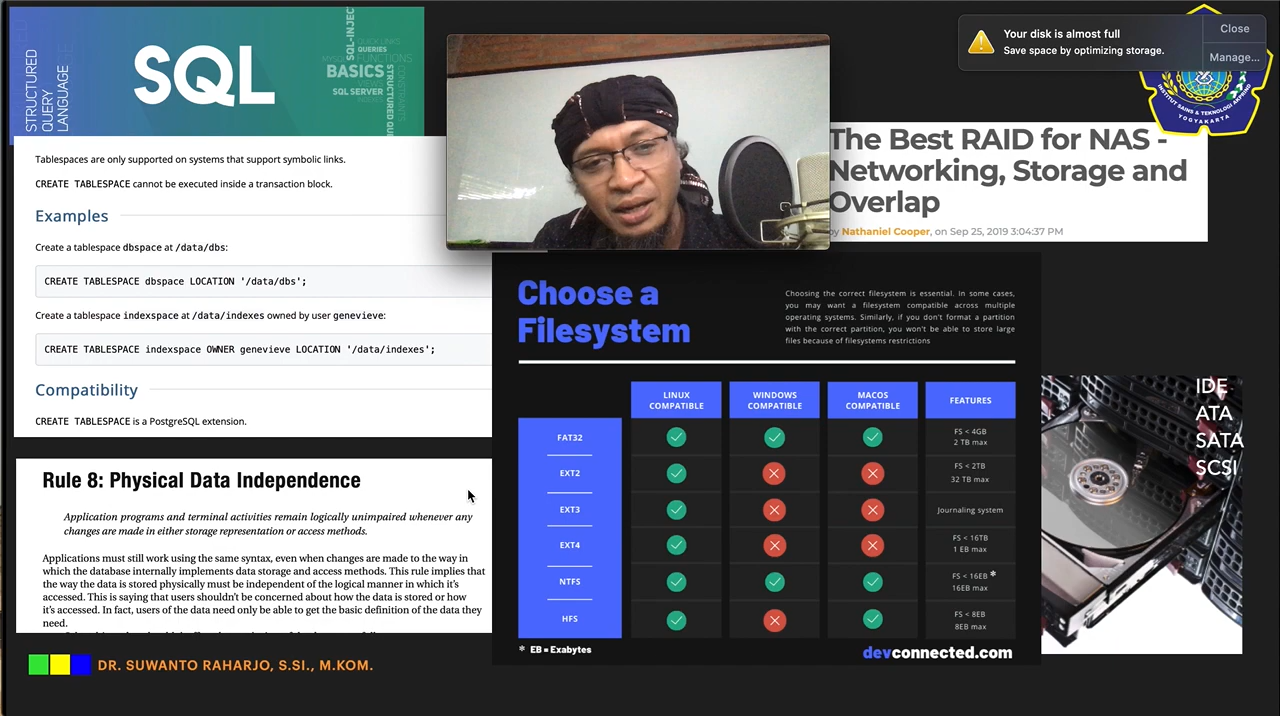 STRUCTURED
QUERY
LANGUAGE
SQL
SQL-INJEC
QUICK LINKS
QUERIES
FUNCTIONS
BASICS
SQL SERVER
CONSTRAINTS
STRUCTURED QU
Tablespaces are only supported on systems that support symbolic links.
CREATE TABLESPACE cannot be executed inside a transaction block.
Examples
Create a tablespace dbspace at /data/dbs:
CREATE TABLESPACE dbspace LOCATION '/data/dbs';
Create a tablespace indexspace at /data/indexes owned by user genevieve:
CREATE TABLESPACE indexspace OWNER genevieve LOCATION '/data/indexes';
Compatibility
CREATE TABLESPACE is a PostgreSQL extension.
Rule 8: Physical Data Independence
Application programs and terminal activities remain logically unimpaired whenever any
changes are made in either storage representation or access methods.
Applications must still work using the same syntax, even when changes are made to the way in
which the database internally implements data storage and access methods. This rule implies that
the way the data is stored physically must be independent of the logical manner in which it's
accessed. This is saying that users shouldn't be concerned about how the data is stored or how
it's accessed. In fact, users of the data need only be able to get the basic definition of the data they
need.
DR. SUWANTO RAHARJO, S.SI., M.KOM.
Your disk is almost full
Save space by optimizing storage.
Close
Manage...
INSTITUT SAINS & TEKNOLOGI AKPRIND
YOGYAKARTA
The Best RAID for NAS -
Networking, Storage and
Overlap
by Nathaniel Cooper, on Sep 25, 2019 3:04:37 PM
Choose a
Filesystem
Choosing the correct filesystem is essential. In some cases,
you may want a filesystem compatible across multiple
operating systems. Similarly, if you don't format a partition
with the correct partition, you won't be able to store large
files because of filesystems restrictions
LINUX
COMPATIBLE
WINDOWS
COMPATIBLE
MACOS
COMPATIBLE
FEATURES
FAT32
FS < 4GB
2 TB max
EXT2
FS < 2TB
32 TB max
EXT3
Journaling system
EXT4
FS < 16TB
1 EB max
NTFS
FS < 16EB *
16EB max
HFS
FS < 8EB
8EB max
* EB = Exabytes
devconnected.com
IDE
ATA
SATA
SCSI